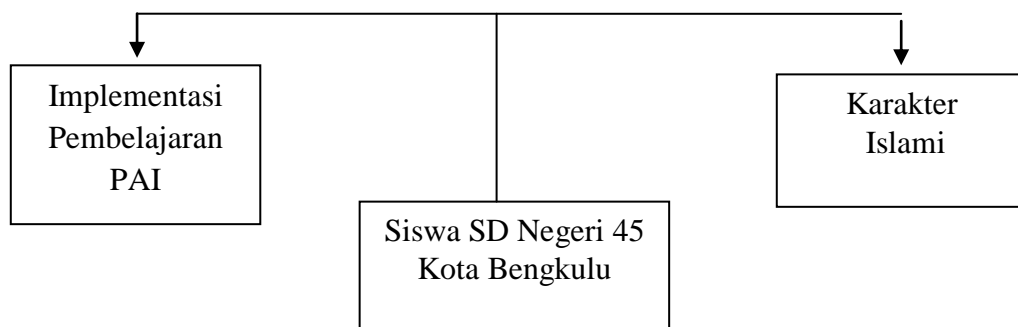 Implementasi
Pembelajaran
PAI
Karakter
Islami
Siswa SD Negeri 45
Kota Bengkulu